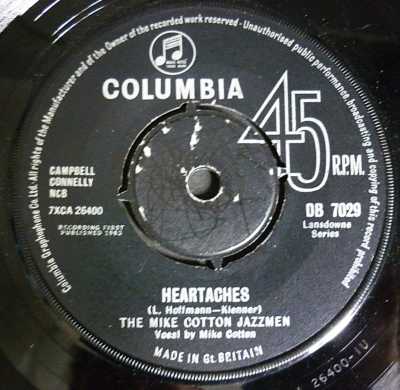 of the recorded work reserved. Unauthorised public performance, broadcasting and copying of this record prohibited
Columbia Graphophone Co. Ltd. All rights of the Manufacturer and of the Owner
COLUMBIA
45
R.P.M.
CAMPBELL
CONNELLY
NCB
7XCA 26400
RECORDING FIRST
PUBLISHED 1963
DB 7029
Lansdowne
Series
HEARTACHES
(L. Hoffmann—Klenner)
THE MIKE COTTON JAZZMEN
Vocal by Mike Cotton
MADE IN Gt. BRITAIN